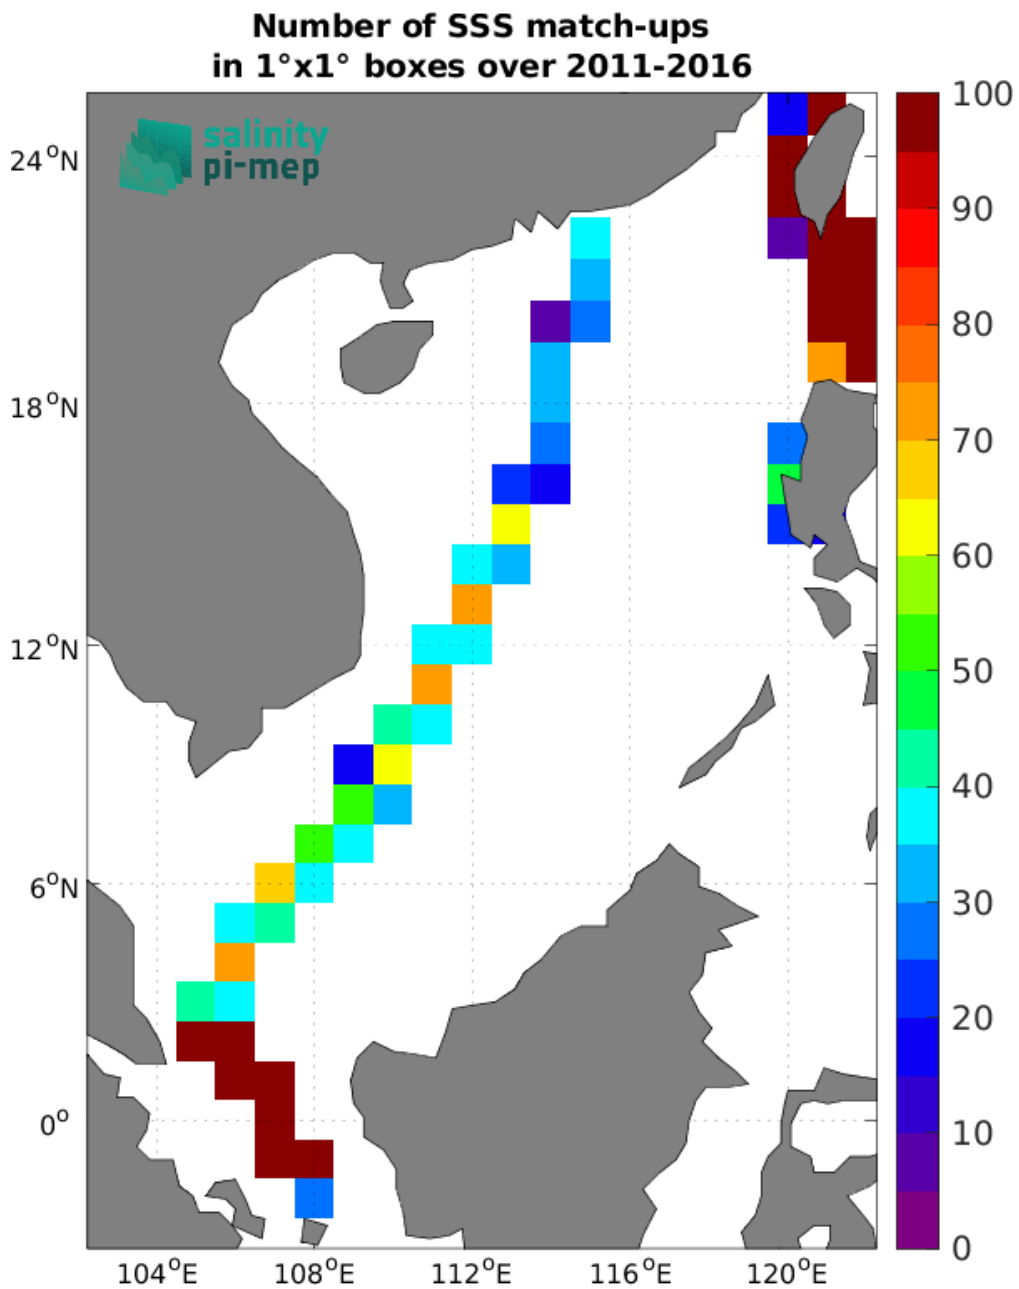 Number of SSS match-ups
in 1°x1° boxes over 2011-2016
salinity
pi-mep
24°N
18°N
12°N
6°N
0°
104°E 108°E 112°E 116°E 120°E
100
90
80
70
60
50
40
30
20
10
0